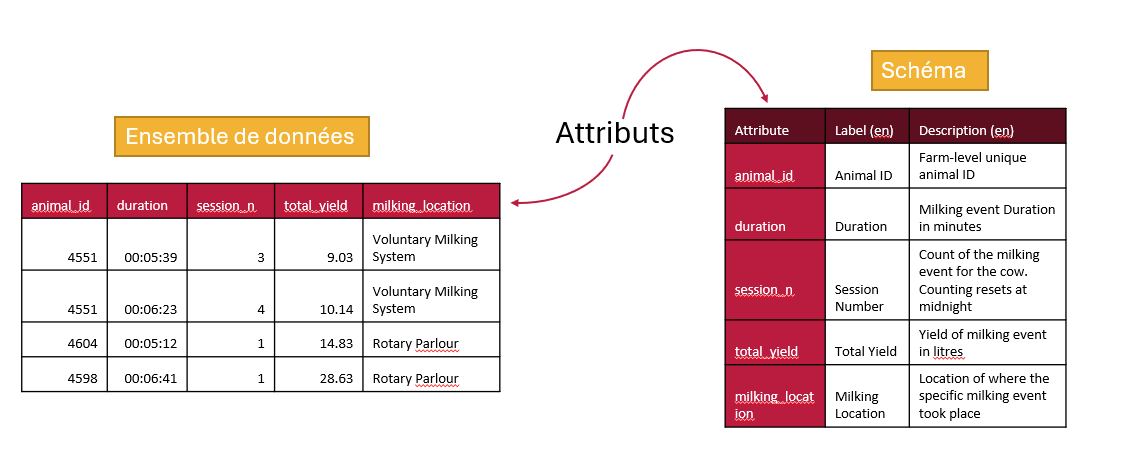 Schéma
Ensemble de données
Attributs
animal_id duration session_n total_yield milking_location
4551 00:05:39 3 9.03 Voluntary Milking
System
4551 00:06:23 4 10.14 Voluntary Milking
System
4604 00:05:12 1 14.83 Rotary Parlour
4598 00:06:41 1 28.63 Rotary Parlour
Attribute Label (en) Description (en)
animal_id Animal ID Farm-level unique
animal ID
duration Duration Milking event Duration
in minutes
session_n Session
Number Count of the milking
event for the cow.
Counting resets at
midnight
total_yield Total Yield Yield of milking event
in litres
milking_locat
ion Milking
Location Location of where the
specific milking event
took place